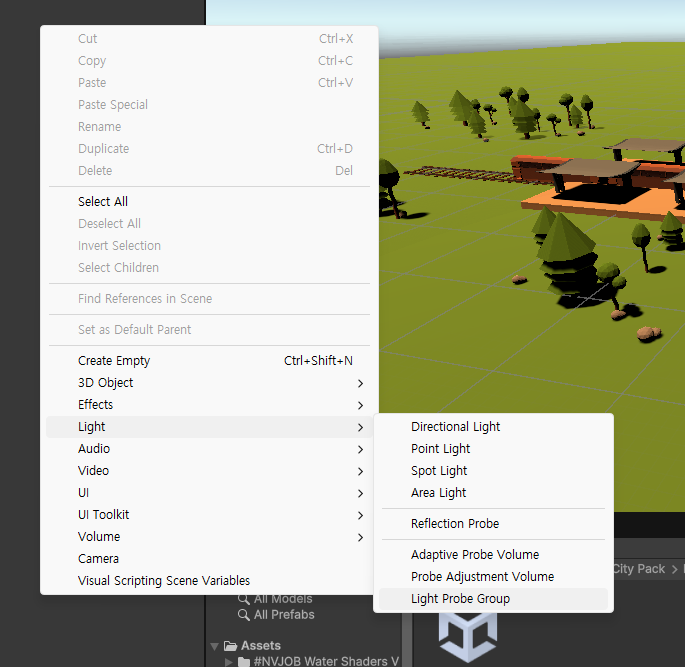 Cut Ctrl+X
Copy Ctrl+C
Paste Ctrl+V
Paste Special
Rename
Duplicate Ctrl+D
Delete Del
Select All
Deselect All
Invert Selection
Select Children
Find References in Scene
Set as Default Parent
Create Empty Ctrl+Shift+N
3D Object
Effects
Light
Audio
Video
UI
UI Toolkit
Volume
Camera
Visual Scripting Scene Variables
Directional Light
Point Light
Spot Light
Area Light
Reflection Probe
Adaptive Probe Volume
Probe Adjustment Volume
Light Probe Group
City Pack >
All Models
All Prefabs
Assets
#NVJOB Water Shaders V